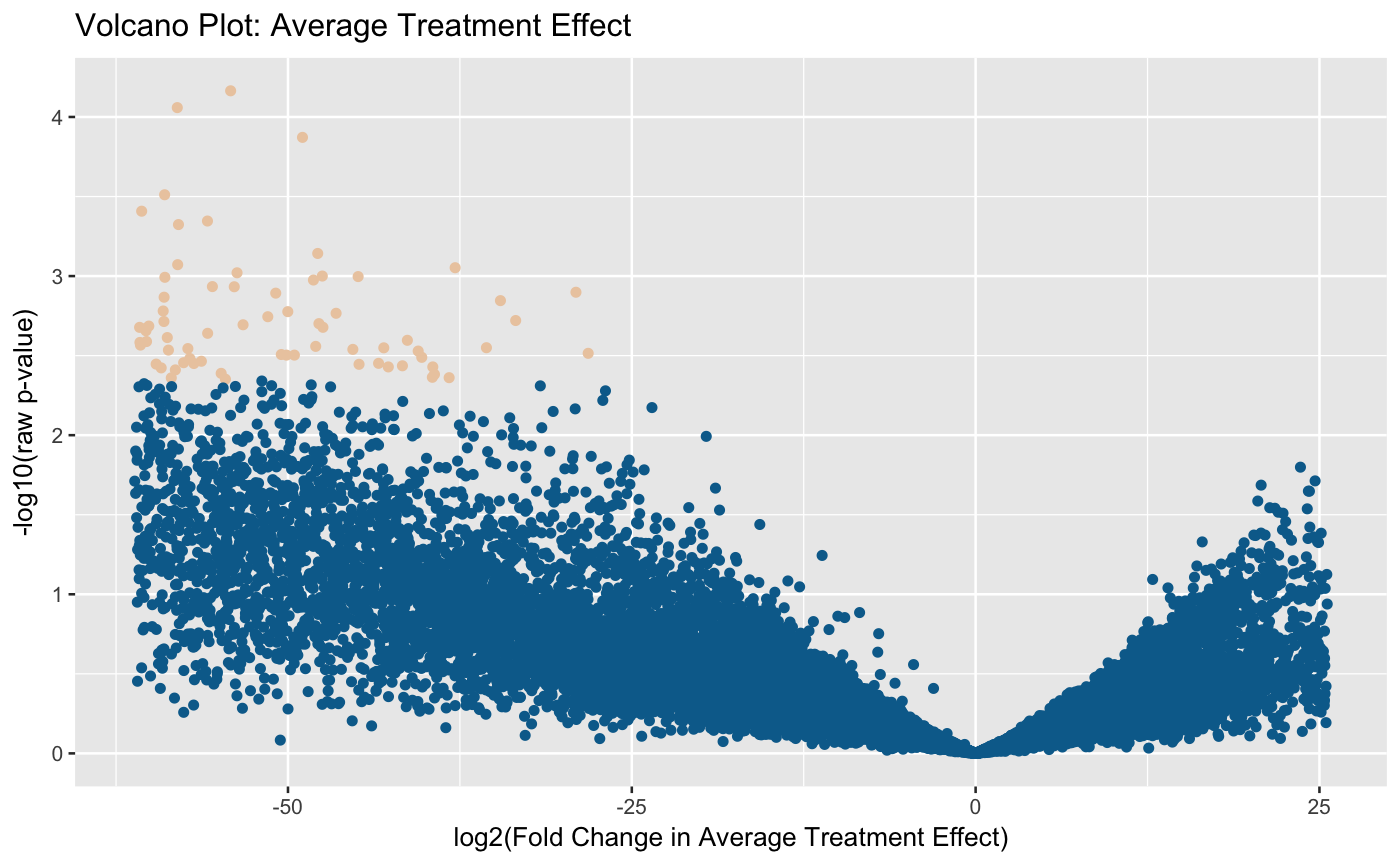 Volcano Plot: Average Treatment Effect
4
3
2
1
0
-log10(raw p-value)
-50 -25 0 25
log2(Fold Change in Average Treatment Effect)